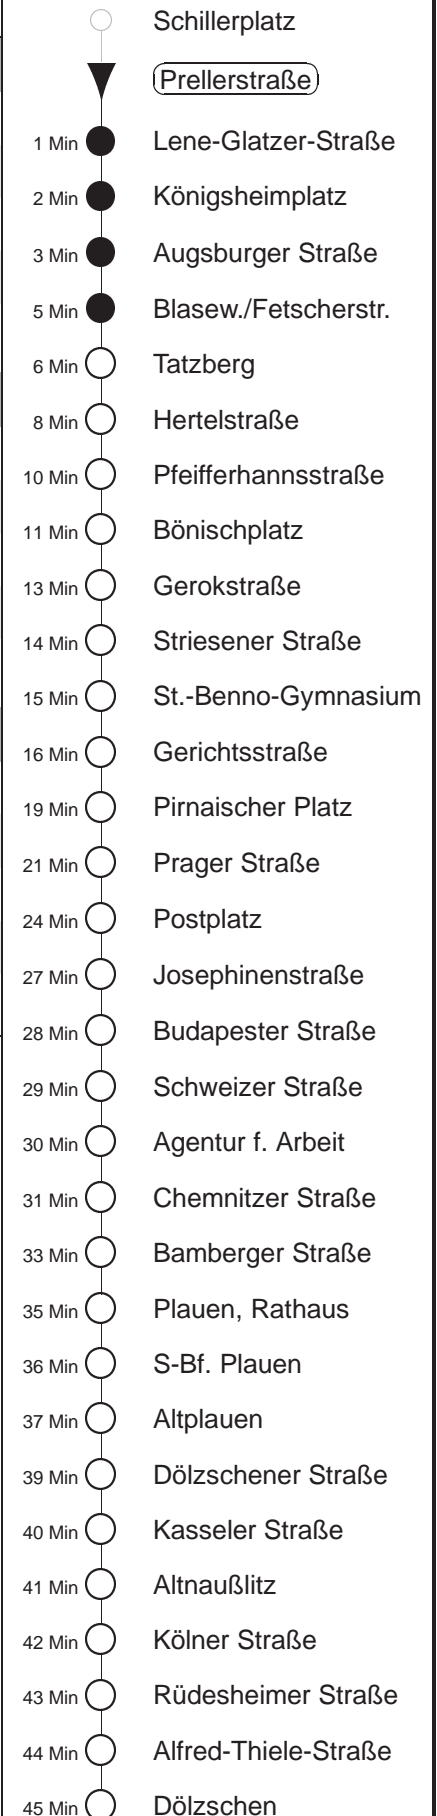 Schillerplatz
Prellerstraße
1 Min Lene-Glatzer-Straße
2 Min Königsheimplatz
3 Min Augsburger Straße
5 Min Blasew./Fetscherstr.
6 Min Tatzberg
8 Min Hertelstraße
10 Min Pfeifferhannsstraße
11 Min Bönischplatz
13 Min Gerokstraße
14 Min Striesener Straße
15 Min St.-Benno-Gymnasium
16 Min Gerichtsstraße
19 Min Pirnaischer Platz
21 Min Prager Straße
24 Min Postplatz
27 Min Josephinenstraße
28 Min Budapester Straße
29 Min Schweizer Straße
30 Min Agentur f. Arbeit
31 Min Chemnitzer Straße
33 Min Bamberger Straße
35 Min Plauen, Rathaus
36 Min S-Bf. Plauen
37 Min Altplauen
39 Min Dölzschener Straße
40 Min Kasseler Straße
41 Min Altnaußlitz
42 Min Kölner Straße
43 Min Rüdesheimer Straße
44 Min Alfred-Thiele-Straße
45 Min Dölzschen